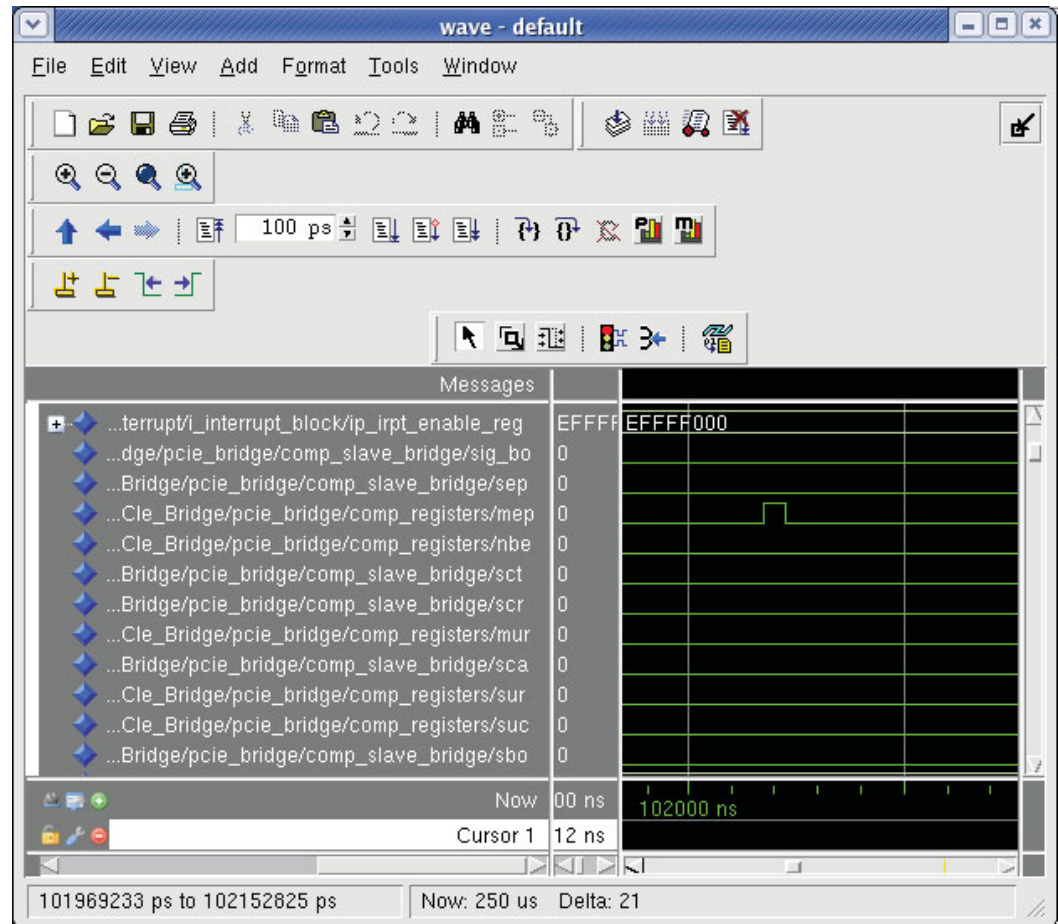 wave - default
File Edit View Add Format Tools Window
100 ps
Messages
...terrupt/i_interrupt_block/ip_irpt_enable_reg EFFFF EFFFF000
...dge/pcie_bridge/comp_slave_bridge/sig_bo 0
...Bridge/pcie_bridge/comp_slave_bridge/sep 0
...Cle_Bridge/pcie_bridge/comp_registers/mep 0
...Cle_Bridge/pcie_bridge/comp_registers/nbe 0
...Bridge/pcie_bridge/comp_slave_bridge/sct 0
...Bridge/pcie_bridge/comp_slave_bridge/scr 0
...Cle_Bridge/pcie_bridge/comp_registers/mur 0
...Bridge/pcie_bridge/comp_slave_bridge/sca 0
...Cle_Bridge/pcie_bridge/comp_registers/sur 0
...Cle_Bridge/pcie_bridge/comp_registers/suc 0
...Bridge/pcie_bridge/comp_slave_bridge/sbo 0
Now 00 ns 102000 ns
Cursor 1 12 ns
101969233 ps to 102152825 ps Now: 250 us Delta: 21